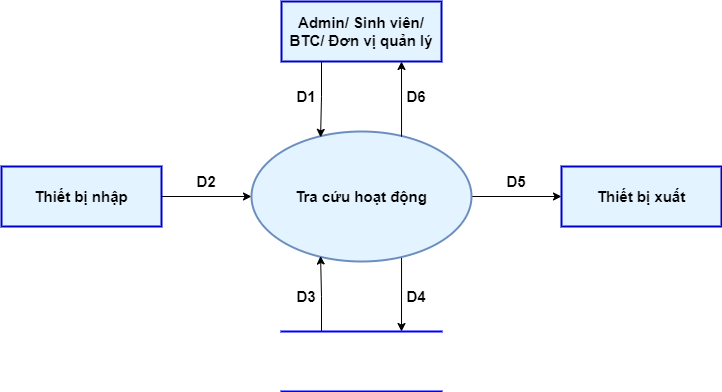 Admin/ Sinh viên/
BTC/ Đơn vị quản lý
D1
D6
Thiết bị nhập
D2
Tra cứu hoạt động
D5
Thiết bị xuất
D3
D4